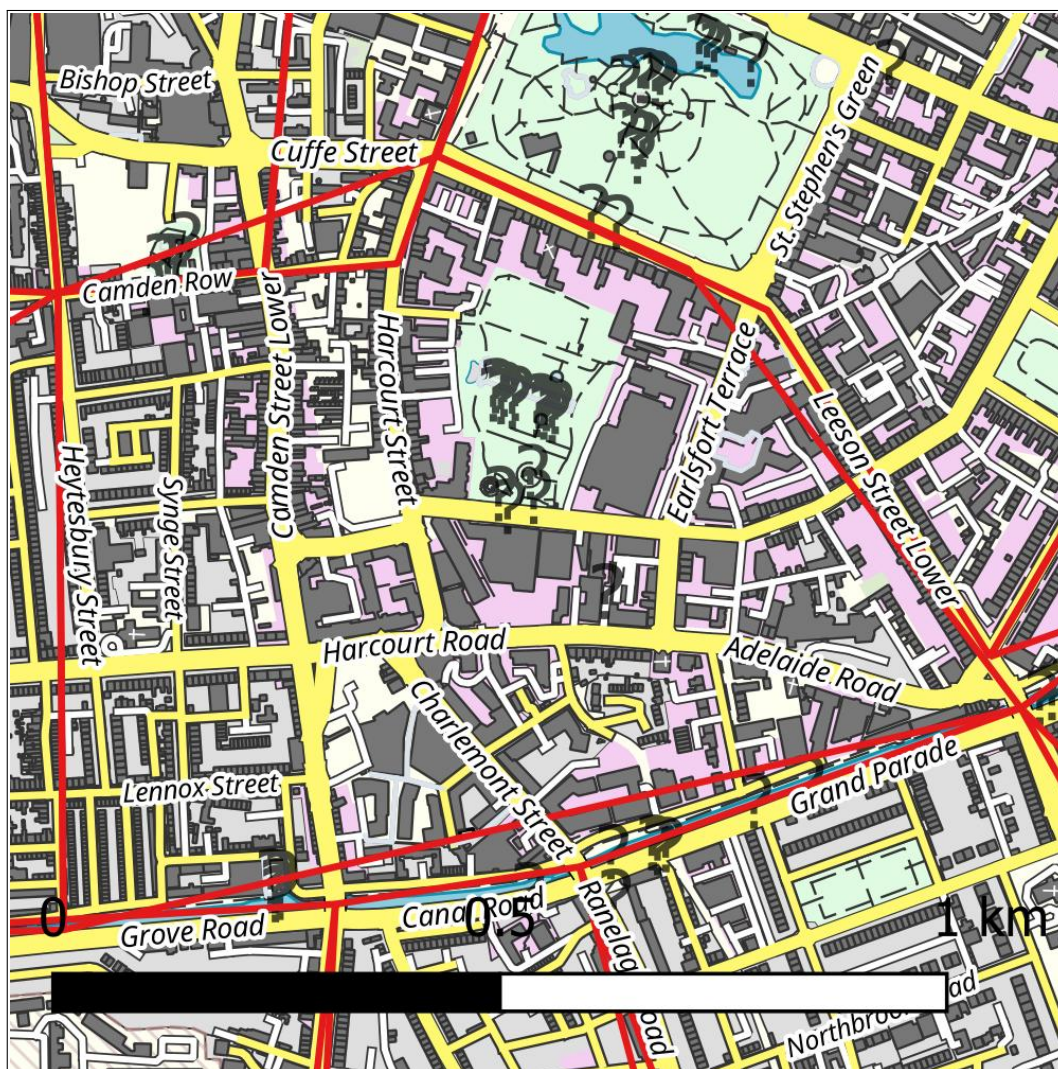 Bishop Street
Cuffe Street
St. Stephen's Green
Camden Row
Camden Street Lower
Harcourt Street
Earlsfort Terrace
Leeson Street Lower
Heytesbury Street
Synge Street
Harcourt Road
Adelaide Road
Charlemont Street
Lennox Street
Grand Parade
Grove Road
Canal Road
0
0.5
1 km